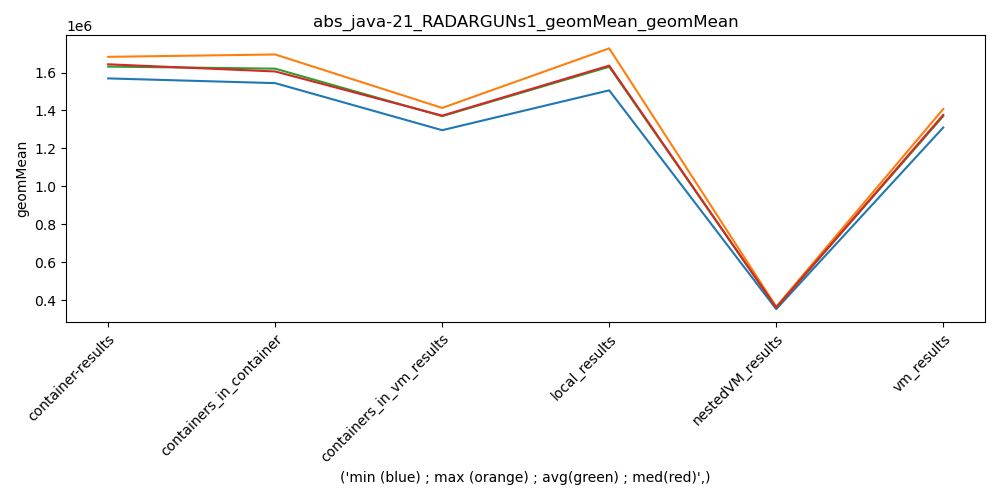 abs_java-21_RADARGUNs1_geomMean_geomMean
1e6
1.6
1.4
1.2
1.0
0.8
0.6
0.4
geomMean
container-results
containers_in_container
containers_in_vm_results
local_results
nestedVM_results
vm_results
('min (blue) ; max (orange) ; avg(green) ; med(red)',)